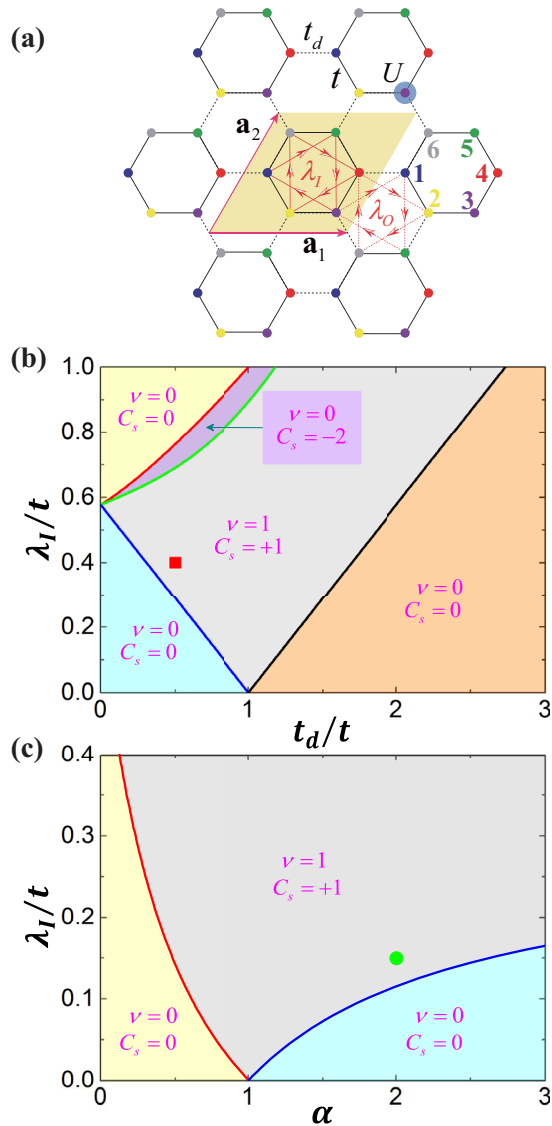 (a)
t_d
t
U
a₂
λ_I
6 5
1 4
2 3
λ_O
a₁
(b)
λ_I/t
1.0
0.8
0.6
0.4
0.2
0.0
ν = 0
C_s = 0
ν = 0
C_s = −2
ν = 1
C_s = +1
ν = 0
C_s = 0
ν = 0
C_s = 0
0 1 2 3
t_d/t
(c)
λ_I/t
0.4
0.3
0.2
0.1
0.0
ν = 1
C_s = +1
ν = 0
C_s = 0
ν = 0
C_s = 0
0 1 2 3
α